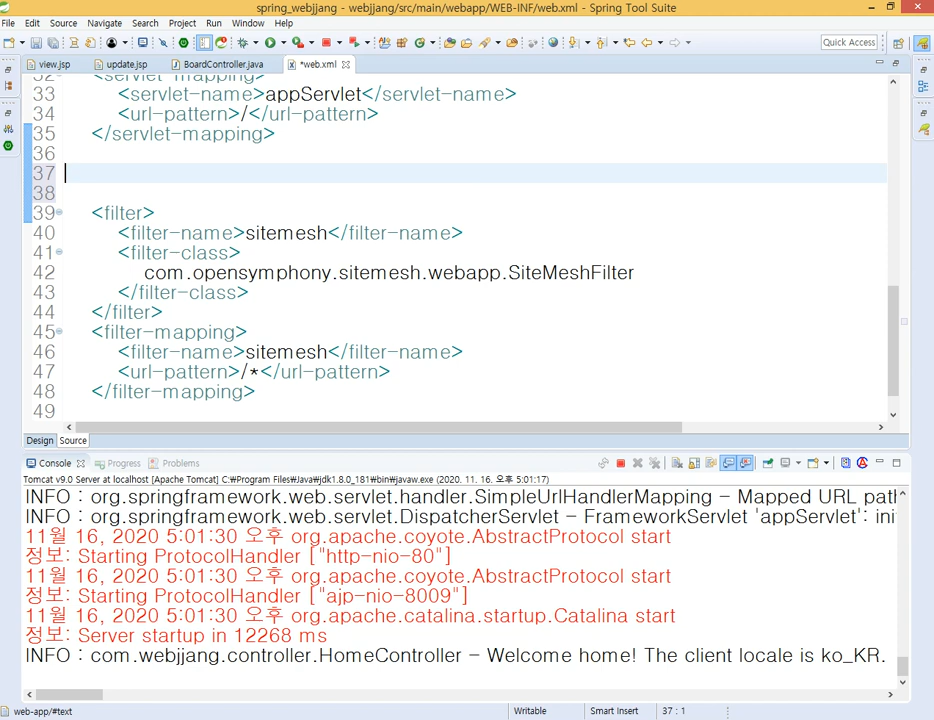 spring_webjjang - webjjang/src/main/webapp/WEB-INF/web.xml - Spring Tool Suite
File Edit Source Navigate Search Project Run Window Help
Quick Access
view.jsp update.jsp BoardController.java *web.xml
32 <servlet-mapping>
33 <servlet-name>appServlet</servlet-name>
34 <url-pattern>/</url-pattern>
35 </servlet-mapping>
36
37
38
39 <filter>
40 <filter-name>sitemesh</filter-name>
41 <filter-class>
42 com.opensymphony.sitemesh.webapp.SiteMeshFilter
43 </filter-class>
44 </filter>
45 <filter-mapping>
46 <filter-name>sitemesh</filter-name>
47 <url-pattern>/*</url-pattern>
48 </filter-mapping>
49
Design Source
Console Progress Problems
Tomcat v9.0 Server at localhost [Apache Tomcat] C:₩Program Files₩Java₩jdk1.8.0_181₩bin₩javaw.exe (2020. 11. 16. 오후 5:01:17)
INFO : org.springframework.web.servlet.handler.SimpleUrlHandlerMapping - Mapped URL path
INFO : org.springframework.web.servlet.DispatcherServlet - FrameworkServlet 'appServlet': ini
11월 16, 2020 5:01:30 오후 org.apache.coyote.AbstractProtocol start
정보: Starting ProtocolHandler ["http-nio-80"]
11월 16, 2020 5:01:30 오후 org.apache.coyote.AbstractProtocol start
정보: Starting ProtocolHandler ["ajp-nio-8009"]
11월 16, 2020 5:01:30 오후 org.apache.catalina.startup.Catalina start
정보: Server startup in 12268 ms
INFO : com.webjjang.controller.HomeController - Welcome home! The client locale is ko_KR.
web-app/#text Writable Smart Insert 37 : 1